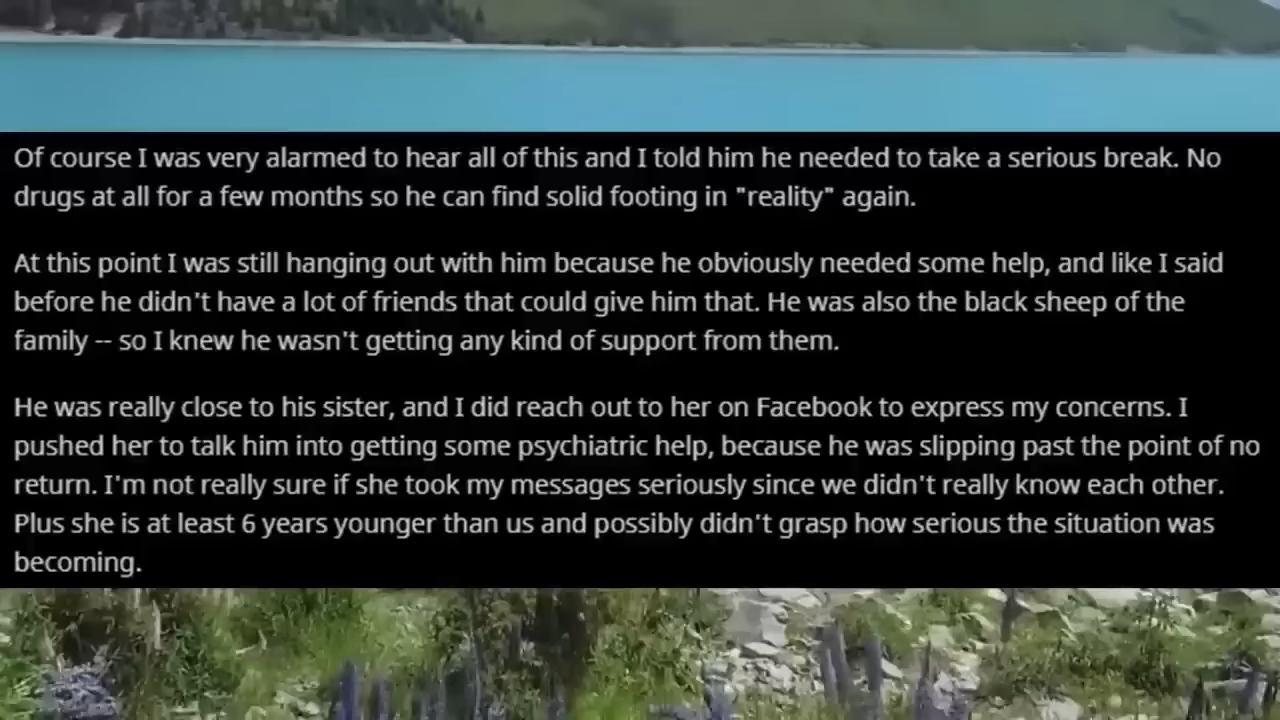 Of course I was very alarmed to hear all of this and I told him he needed to take a serious break. No
drugs at all for a few months so he can find solid footing in "reality" again.
At this point I was still hanging out with him because he obviously needed some help, and like I said
before he didn't have a lot of friends that could give him that. He was also the black sheep of the
family -- so I knew he wasn't getting any kind of support from them.
He was really close to his sister, and I did reach out to her on Facebook to express my concerns. I
pushed her to talk him into getting some psychiatric help, because he was slipping past the point of no
return. I'm not really sure if she took my messages seriously since we didn't really know each other.
Plus she is at least 6 years younger than us and possibly didn't grasp how serious the situation was
becoming.